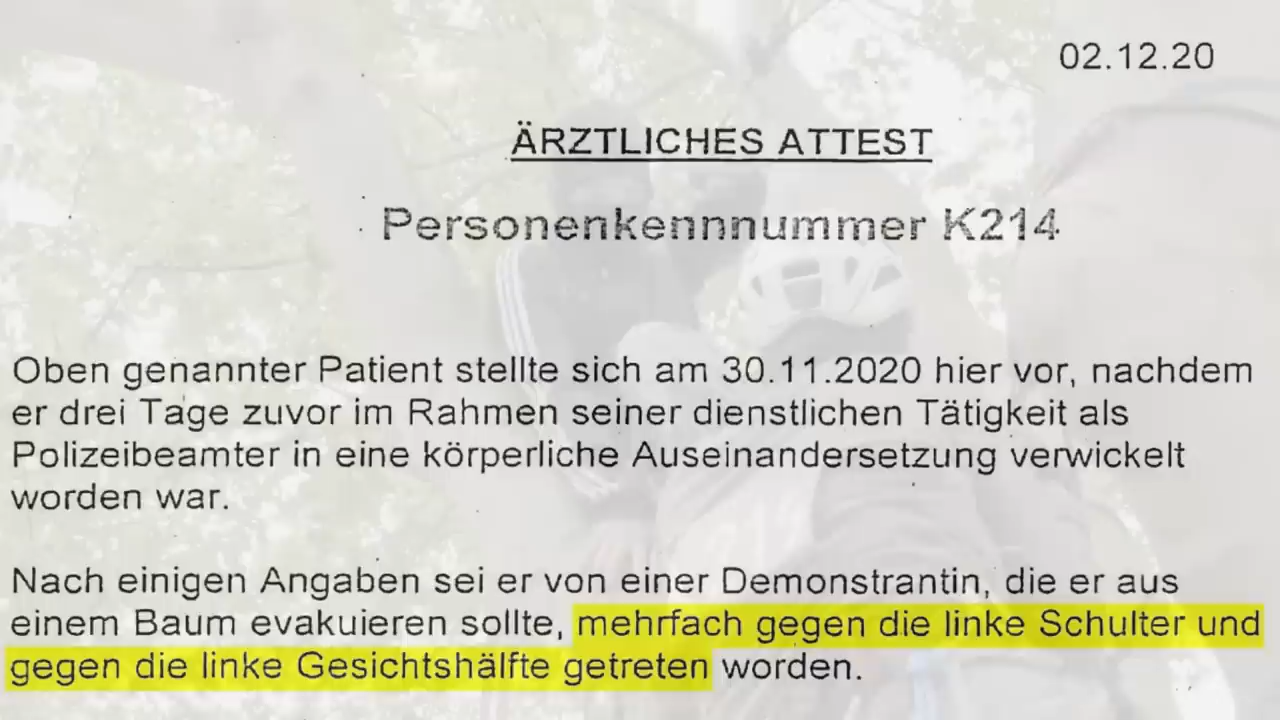 02.12.20
ÄRZTLICHES ATTEST
Personenkennnummer K214
Oben genannter Patient stellte sich am 30.11.2020 hier vor, nachdem
er drei Tage zuvor im Rahmen seiner dienstlichen Tätigkeit als
Polizeibeamter in eine körperliche Auseinandersetzung verwickelt
worden war.
Nach einigen Angaben sei er von einer Demonstrantin, die er aus
einem Baum evakuieren sollte, mehrfach gegen die linke Schulter und
gegen die linke Gesichtshälfte getreten worden.